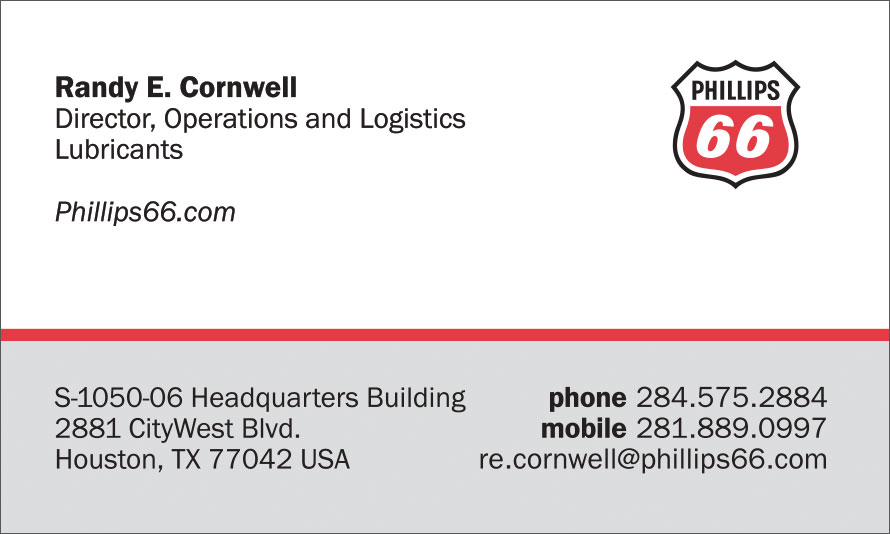 Randy E. Cornwell
Director, Operations and Logistics
Lubricants
Phillips66.com
PHILLIPS
66
S-1050-06 Headquarters Building
2881 CityWest Blvd.
Houston, TX 77042 USA
phone 284.575.2884
mobile 281.889.0997
re.cornwell@phillips66.com